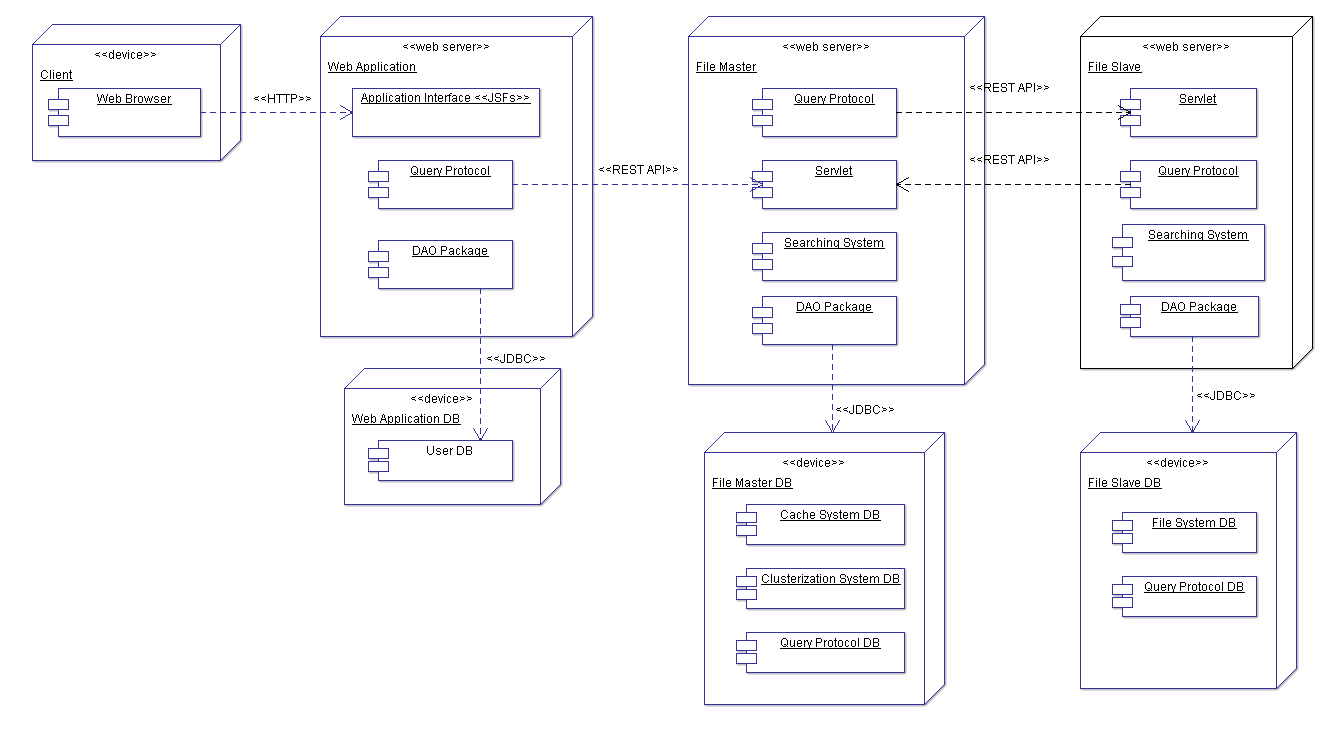 <<device>>
Client
Web Browser
<<HTTP>>
<<web server>>
Web Application
Application Interface <<JSFs>>
Query Protocol
<<REST API>>
DAO Package
<<JDBC>>
<<device>>
Web Application DB
User DB
<<web server>>
File Master
Query Protocol
<<REST API>>
Servlet
<<REST API>>
Searching System
DAO Package
<<JDBC>>
<<device>>
File Master DB
Cache System DB
Clusterization System DB
Query Protocol DB
<<web server>>
File Slave
Servlet
Query Protocol
Searching System
DAO Package
<<JDBC>>
<<device>>
File Slave DB
File System DB
Query Protocol DB